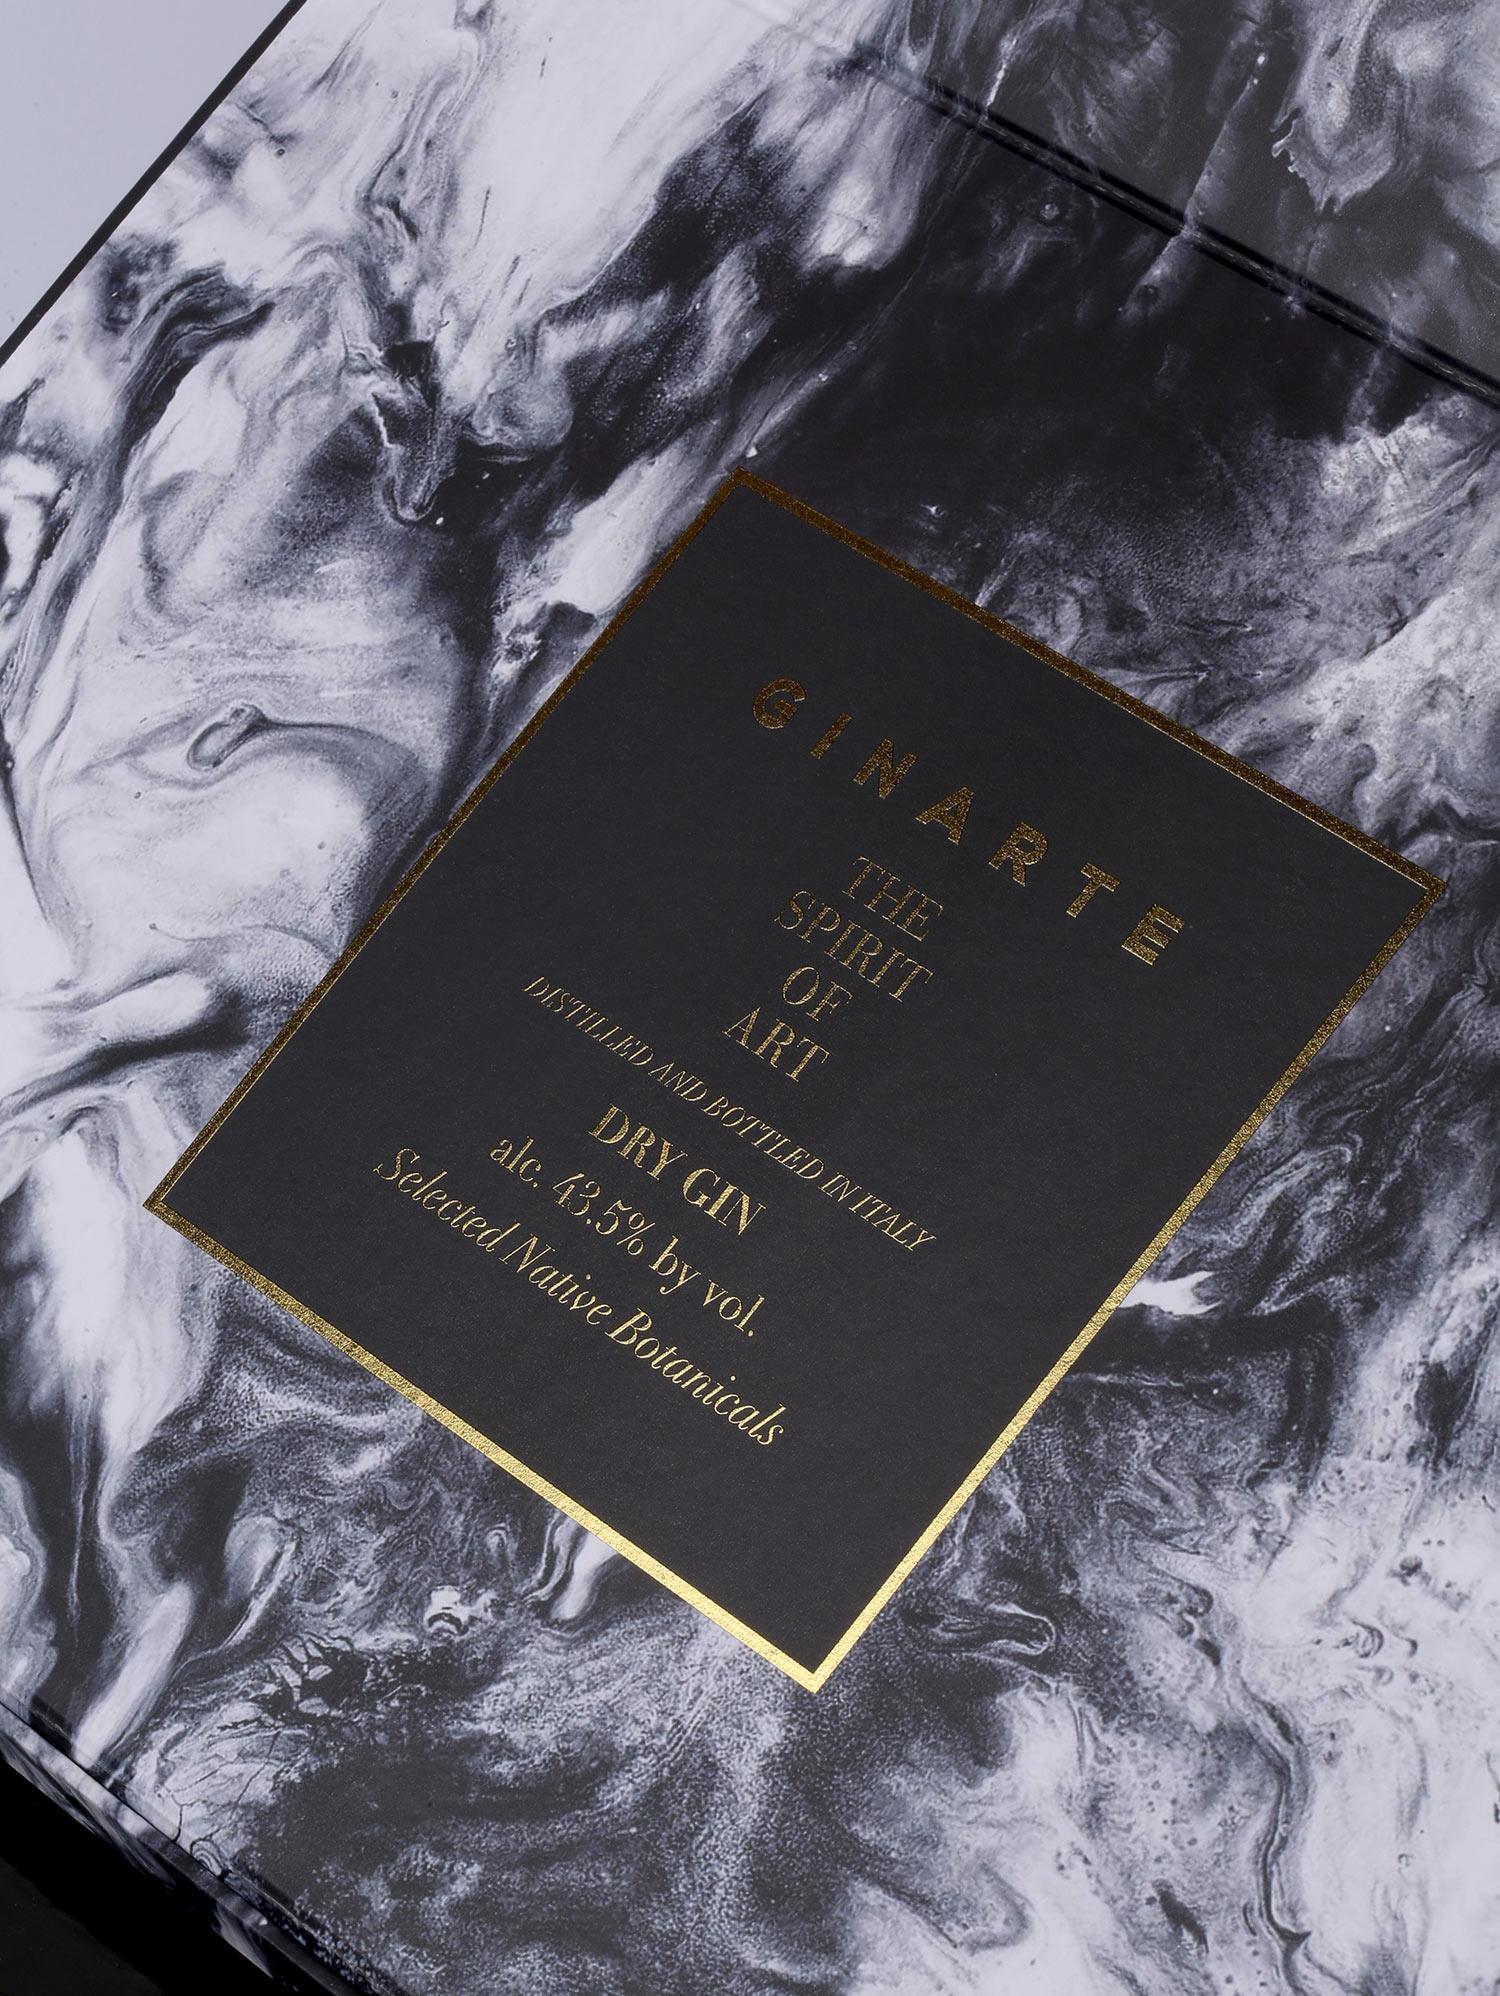 GINARTE
THE
SPIRIT
OF
ART
DISTILLED AND BOTTLED IN ITALY
DRY GIN
alc. 43.5% by vol.
Selected Native Botanicals